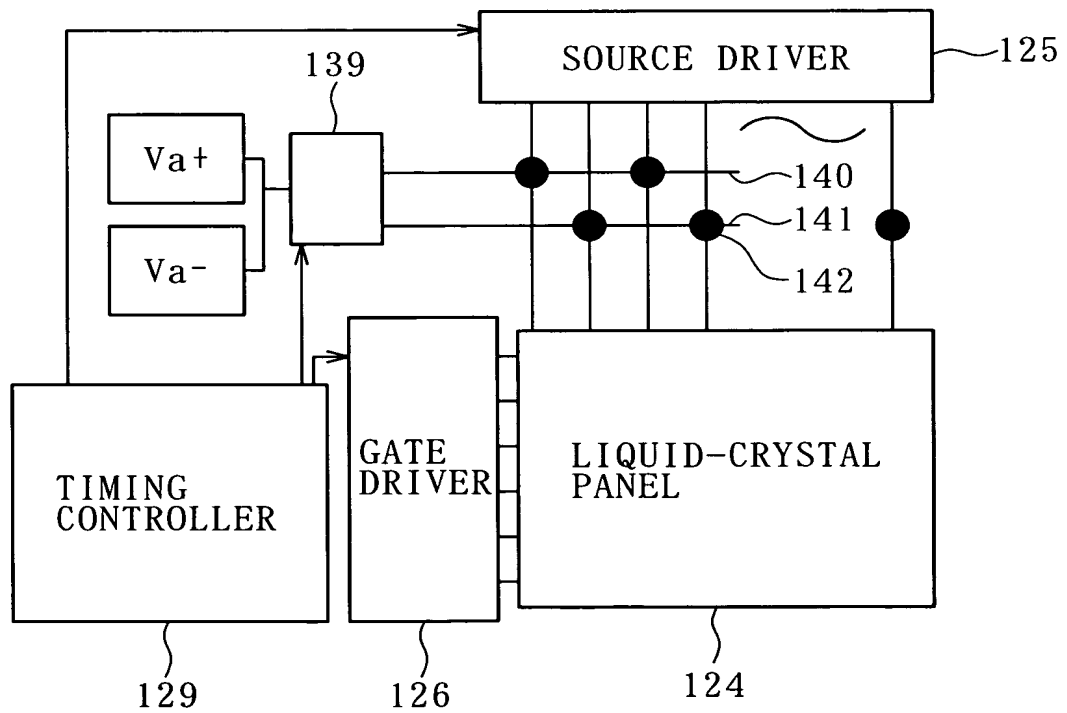 SOURCE DRIVER
125
139
Va+
140
141
Va-
142
GATE
DRIVER
LIQUID-CRYSTAL
PANEL
TIMING
CONTROLLER
129
126
124